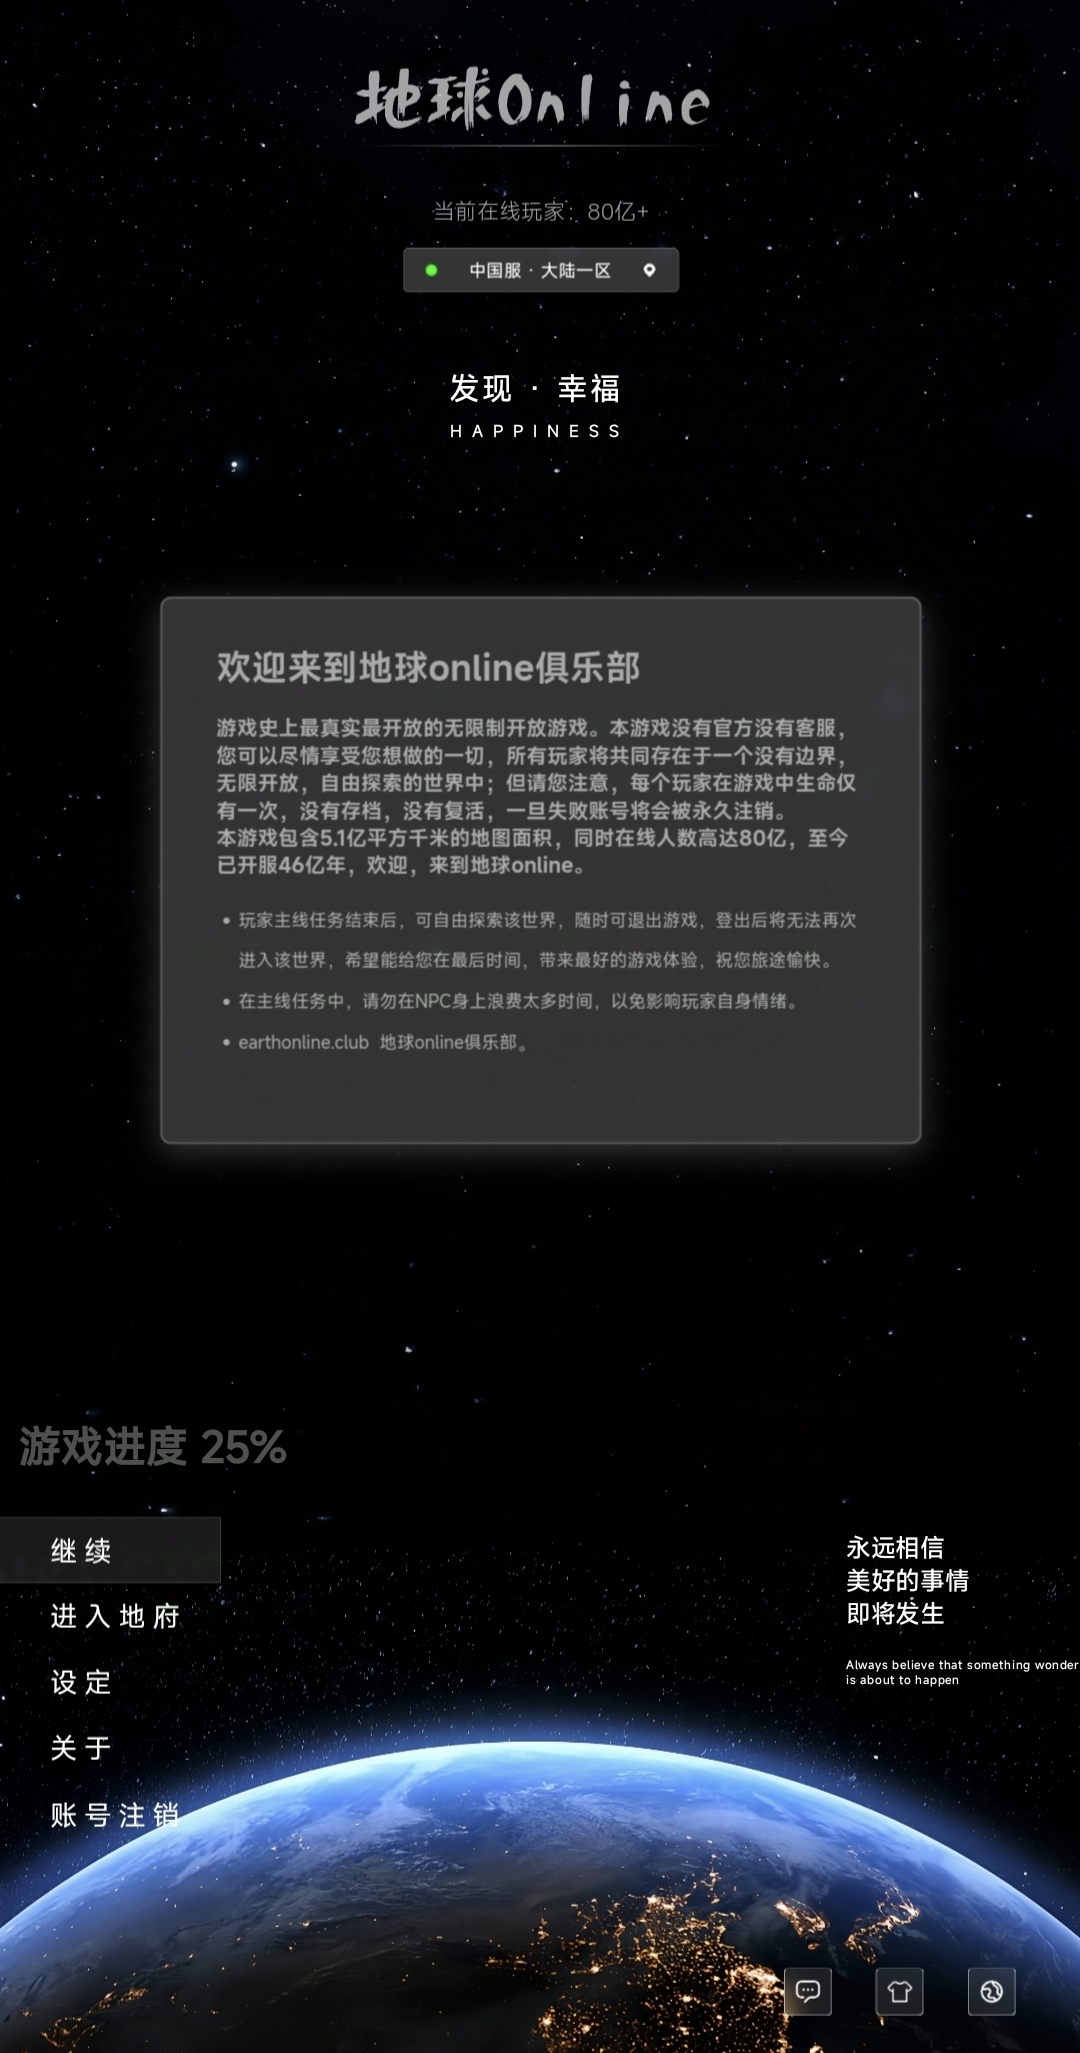 地球Online
当前在线玩家：80亿+
中国服 · 大陆一区
发现 · 幸福
HAPPINESS
欢迎来到地球online俱乐部
游戏史上最真实最开放的无限制开放游戏。本游戏没有官方没有客服，
您可以尽情享受您想做的一切，所有玩家将共同存在于一个没有边界，
无限开放，自由探索的世界中；但请您注意，每个玩家在游戏中生命仅
有一次，没有存档，没有复活，一旦失败账号将会被永久注销。
本游戏包含5.1亿平方千米的地图面积，同时在线人数高达80亿，至今
已开服46亿年，欢迎，来到地球online。
• 玩家主线任务结束后，可自由探索该世界，随时可退出游戏，登出后将无法再次
进入该世界，希望能给您在最后时间，带来最好的游戏体验，祝您旅途愉快。
• 在主线任务中，请勿在NPC身上浪费太多时间，以免影响玩家自身情绪。
• earthonline.club 地球online俱乐部。
游戏进度 25%
继续
进入地府
设定
关于
账号注销
永远相信
美好的事情
即将发生
Always believe that something wonder
is about to happen